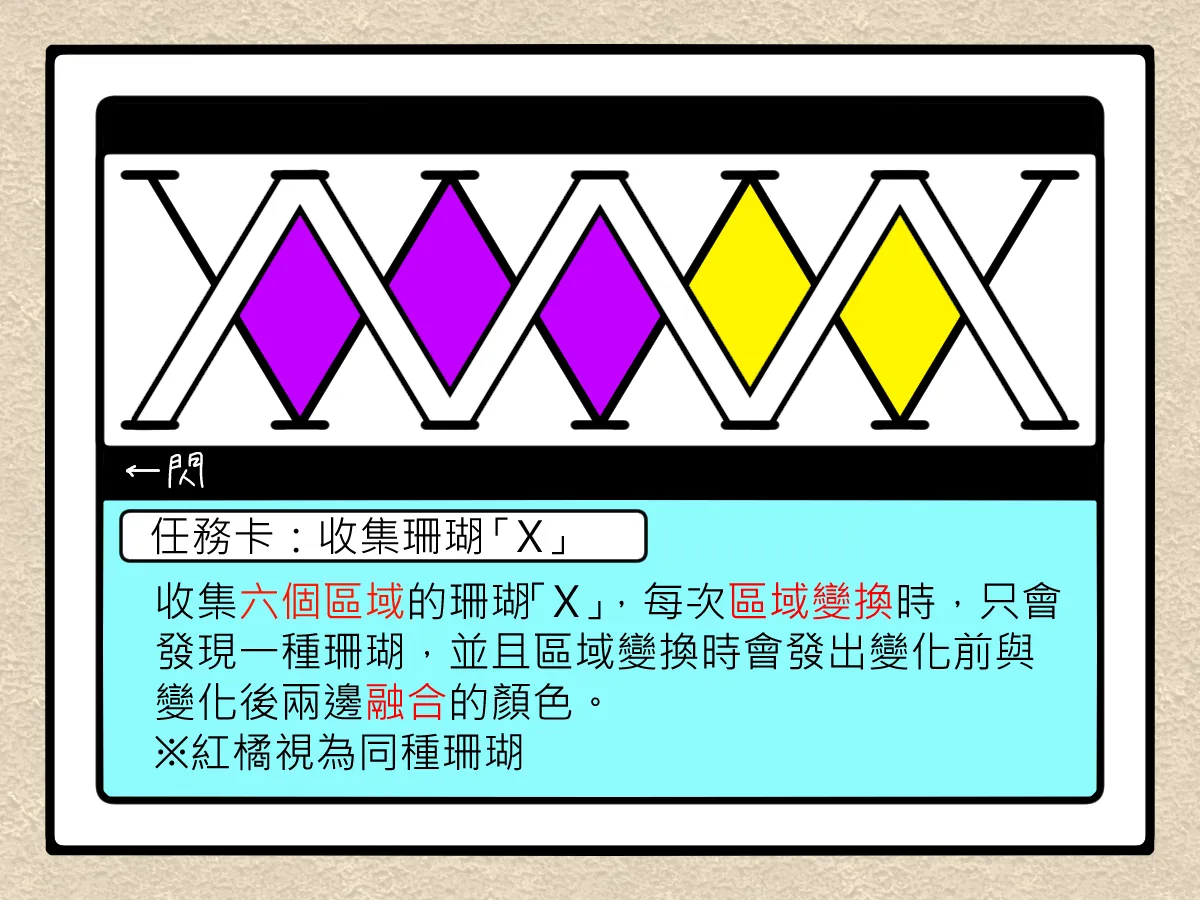 ←閃
任務卡：收集珊瑚「X」
收集六個區域的珊瑚「X」，每次區域變換時，只會
發現一種珊瑚，並且區域變換時會發出變化前與
變化後兩邊融合的顏色。
※紅橘視為同種珊瑚